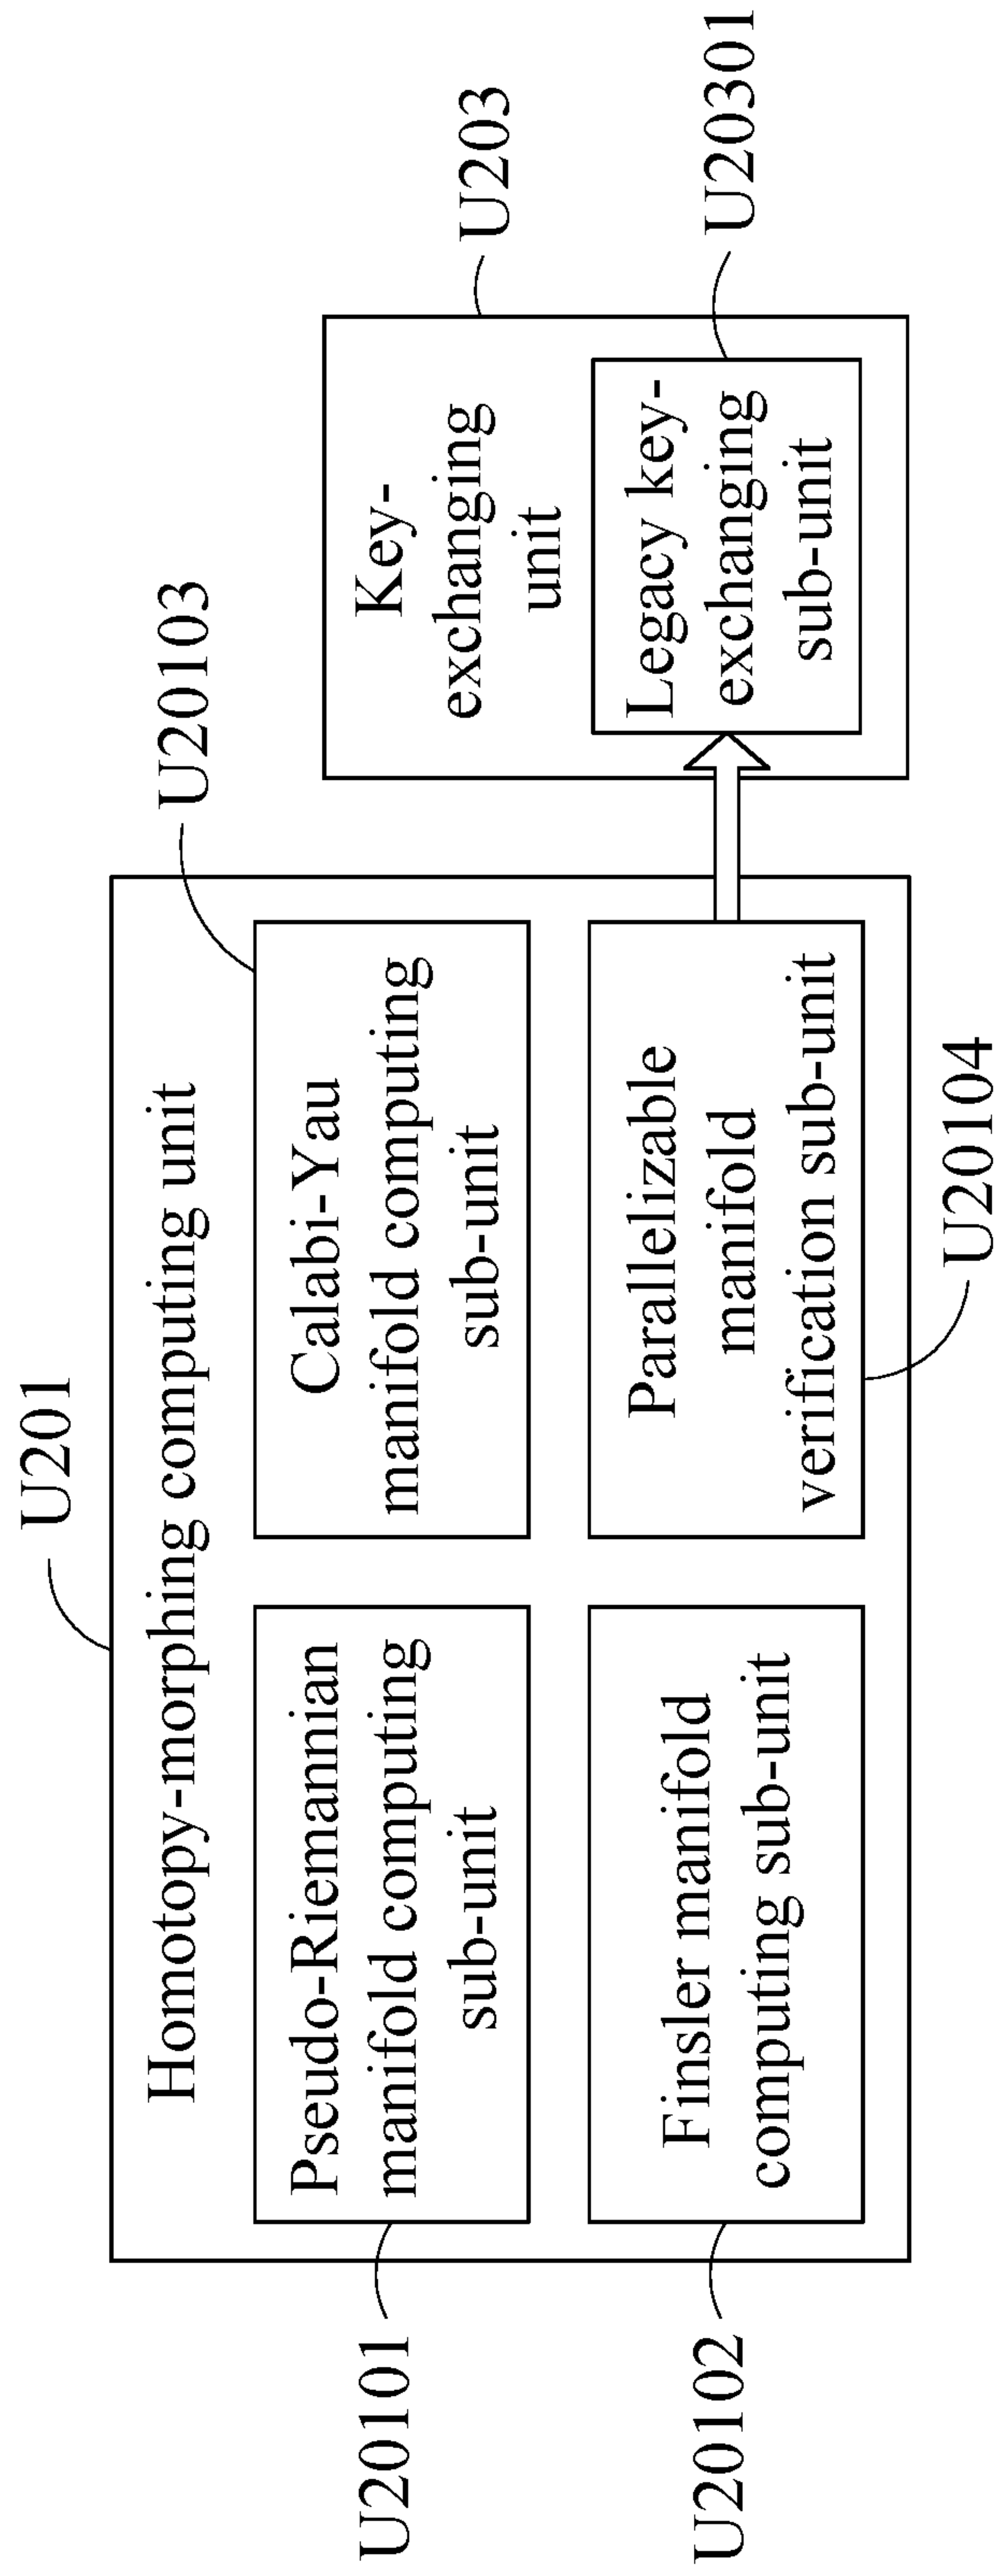 U201
Homotopy-morphing computing unit
U20101
Pseudo-Riemannian
manifold computing
sub-unit
U20103
Calabi-Yau
manifold computing
sub-unit
U20102
Finsler manifold
computing sub-unit
Parallelizable
manifold
verification sub-unit
U20104
U203
Key-
exchanging
unit
U20301
Legacy key-
exchanging
sub-unit